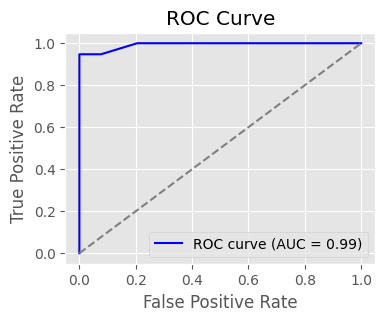 ROC Curve
True Positive Rate
1.0
0.8
0.6
0.4
0.2
0.0
ROC curve (AUC = 0.99)
0.0 0.2 0.4 0.6 0.8 1.0
False Positive Rate